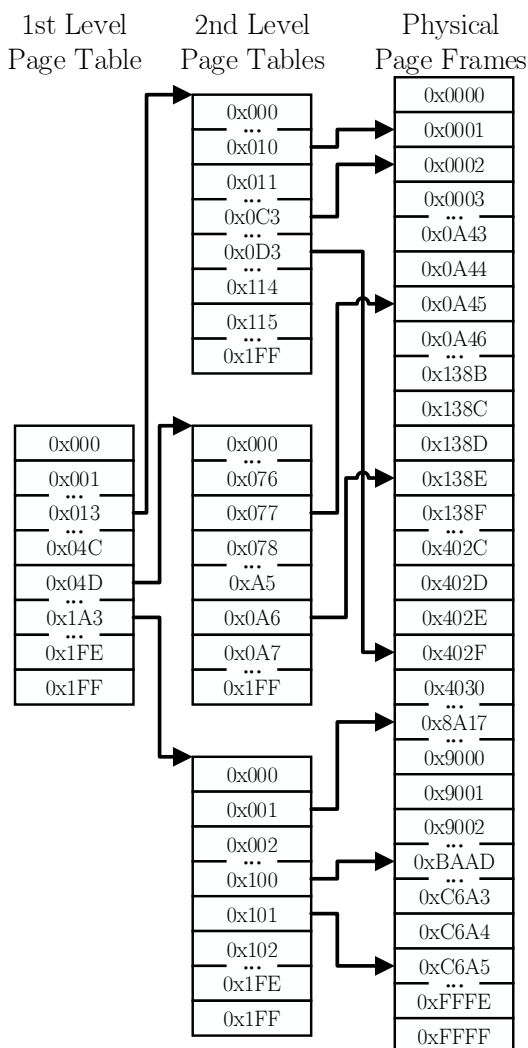 1st Level
Page Table
2nd Level
Page Tables
Physical
Page Frames
0x000
0x001
...
0x013
...
0x04C
0x04D
...
0x1A3
...
0x1FE
0x1FF
0x000
...
0x010
0x011
...
0x0C3
...
0x0D3
0x114
0x115
...
0x1FF
0x000
...
0x076
0x077
0x078
...
0xA5
0x0A6
0x0A7
...
0x1FF
0x000
0x001
0x002
...
0x100
0x101
0x102
...
0x1FE
0x1FF
0x0000
0x0001
0x0002
0x0003
...
0x0A43
0x0A44
0x0A45
0x0A46
...
0x138B
0x138C
0x138D
0x138E
0x138F
...
0x402C
0x402D
0x402E
0x402F
0x4030
...
0x8A17
0x9000
0x9001
0x9002
...
0xBAAD
...
0xC6A3
0xC6A4
0xC6A5
...
0xFFFE
0xFFFF